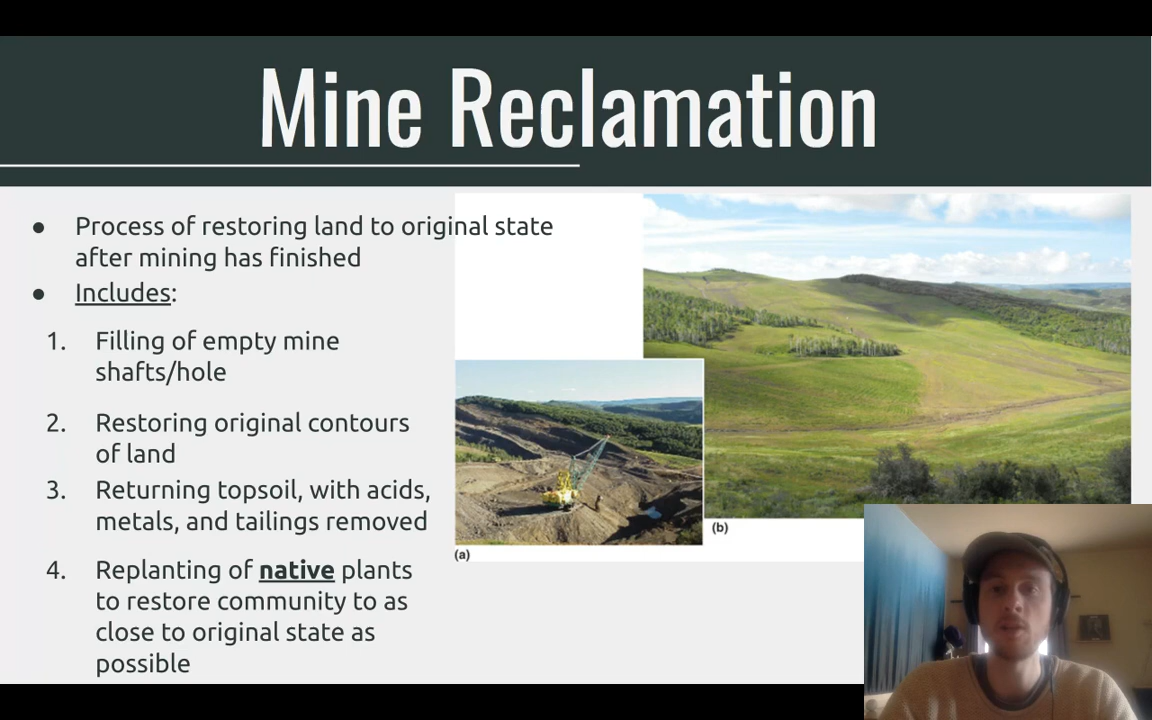 Mine Reclamation
● Process of restoring land to original state
after mining has finished
● Includes:
1. Filling of empty mine
shafts/hole
2. Restoring original contours
of land
3. Returning topsoil, with acids,
metals, and tailings removed
4. Replanting of native plants
to restore community to as
close to original state as
possible
(b)
(a)